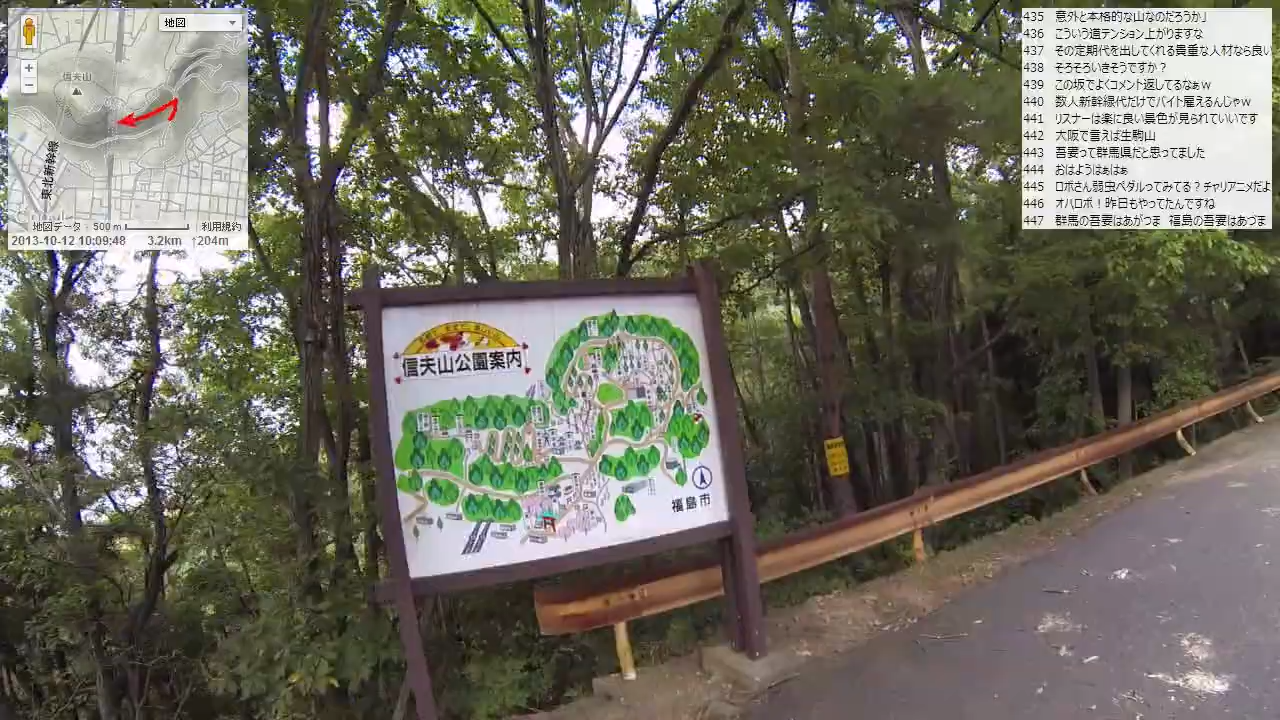 地図
信夫山
東北新幹線
地図データ 500 m 利用規約
2013-10-12 10:09:48 3.2km ↑204m
435 意外と本格的な山なのだろうか」
436 こういう道テンション上がりますな
437 その定期代を出してくれる貴重な人材なら良い
438 そろそろいきそうですか？
439 この坂でよくコメント返してるなぁｗ
440 数人新幹線代だけでバイト雇えるんじゃｗ
441 リスナーは楽に良い景色が見られていいです
442 大阪で言えば生駒山
443 吾妻って群馬県だと思ってました
444 おはようはぁはぁ
445 ロボさん弱虫ペダルってみてる？チャリアニメだよ
446 オハロボ！昨日もやってたんですね
447 群馬の吾妻はあがつま 福島の吾妻はあづま
信夫山公園案内
福島市